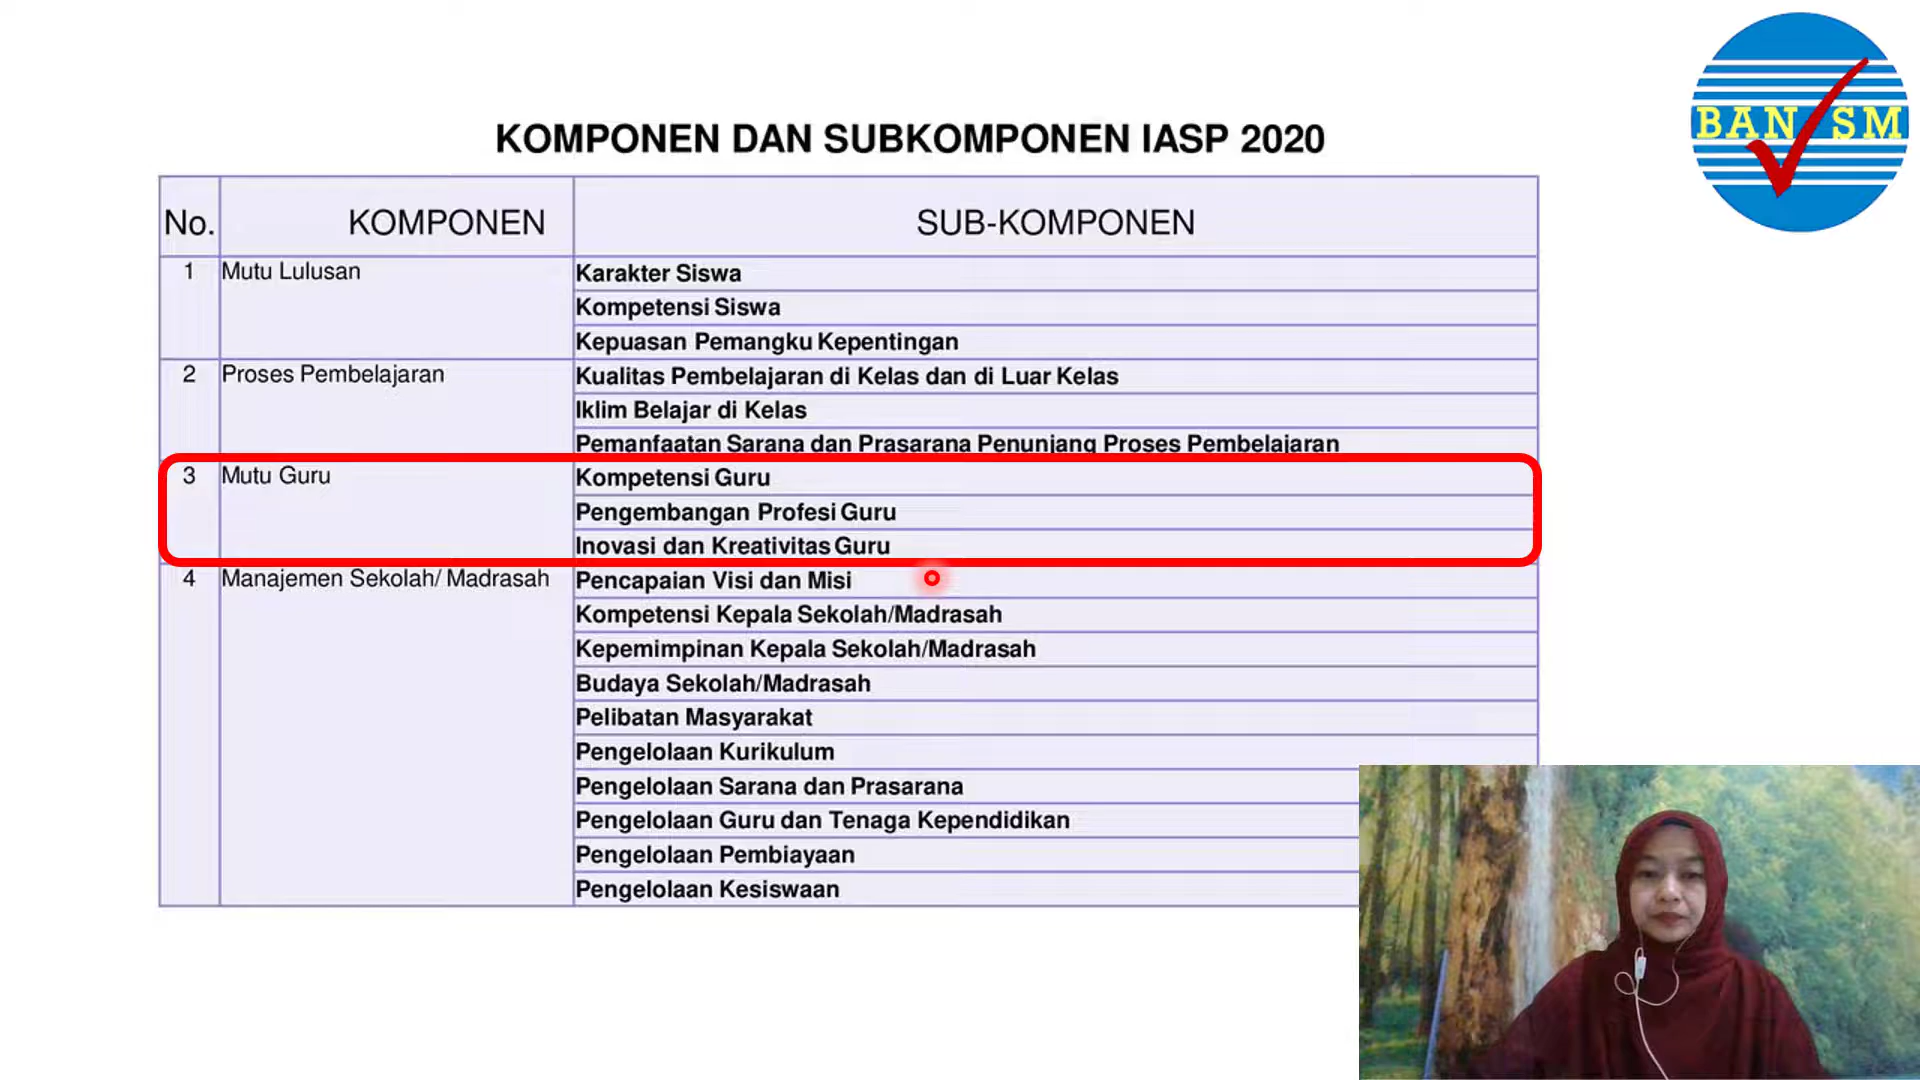 BAN SM
KOMPONEN DAN SUBKOMPONEN IASP 2020
No. KOMPONEN SUB-KOMPONEN
1 Mutu Lulusan Karakter Siswa
Kompetensi Siswa
Kepuasan Pemangku Kepentingan
2 Proses Pembelajaran Kualitas Pembelajaran di Kelas dan di Luar Kelas
Iklim Belajar di Kelas
Pemanfaatan Sarana dan Prasarana Penunjang Proses Pembelajaran
3 Mutu Guru Kompetensi Guru
Pengembangan Profesi Guru
Inovasi dan Kreativitas Guru
4 Manajemen Sekolah/ Madrasah Pencapaian Visi dan Misi
Kompetensi Kepala Sekolah/Madrasah
Kepemimpinan Kepala Sekolah/Madrasah
Budaya Sekolah/Madrasah
Pelibatan Masyarakat
Pengelolaan Kurikulum
Pengelolaan Sarana dan Prasarana
Pengelolaan Guru dan Tenaga Kependidikan
Pengelolaan Pembiayaan
Pengelolaan Kesiswaan